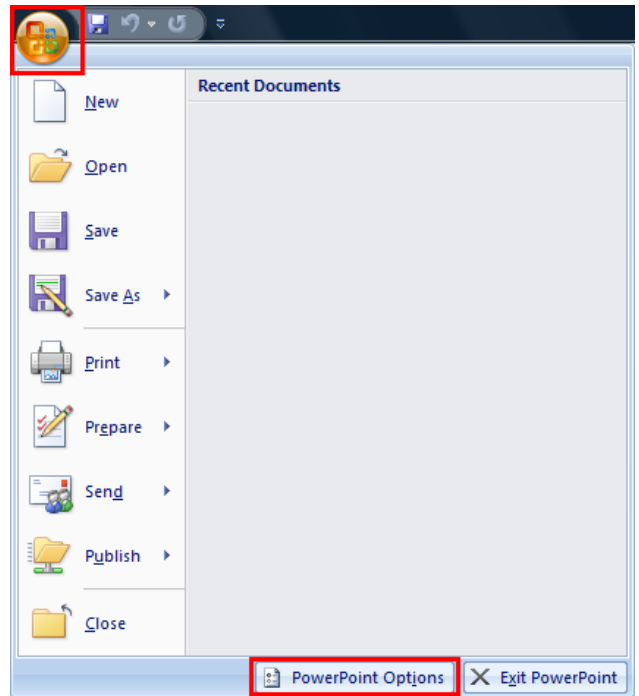 Recent Documents
New
Open
Save
Save As
Print
Prepare
Send
Publish
Close
PowerPoint Options
Exit PowerPoint